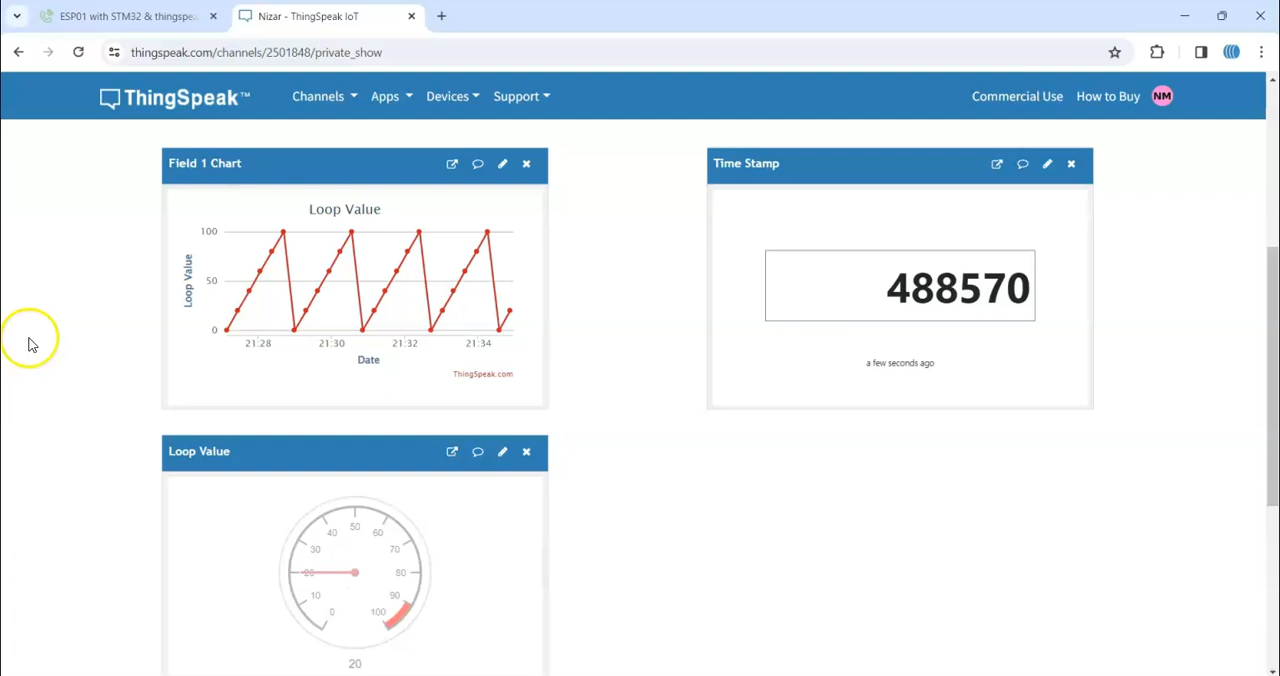 ESP01 with STM32 & thingspe
Nizar - ThingSpeak IoT
thingspeak.com/channels/2501848/private_show
ThingSpeak™
Channels
Apps
Devices
Support
Commercial Use
How to Buy
NM
Field 1 Chart
Loop Value
Loop Value
100
50
0
21:28
21:30
21:32
21:34
Date
ThingSpeak.com
Time Stamp
488570
a few seconds ago
Loop Value
0
10
20
30
40
50
60
70
80
90
100
20